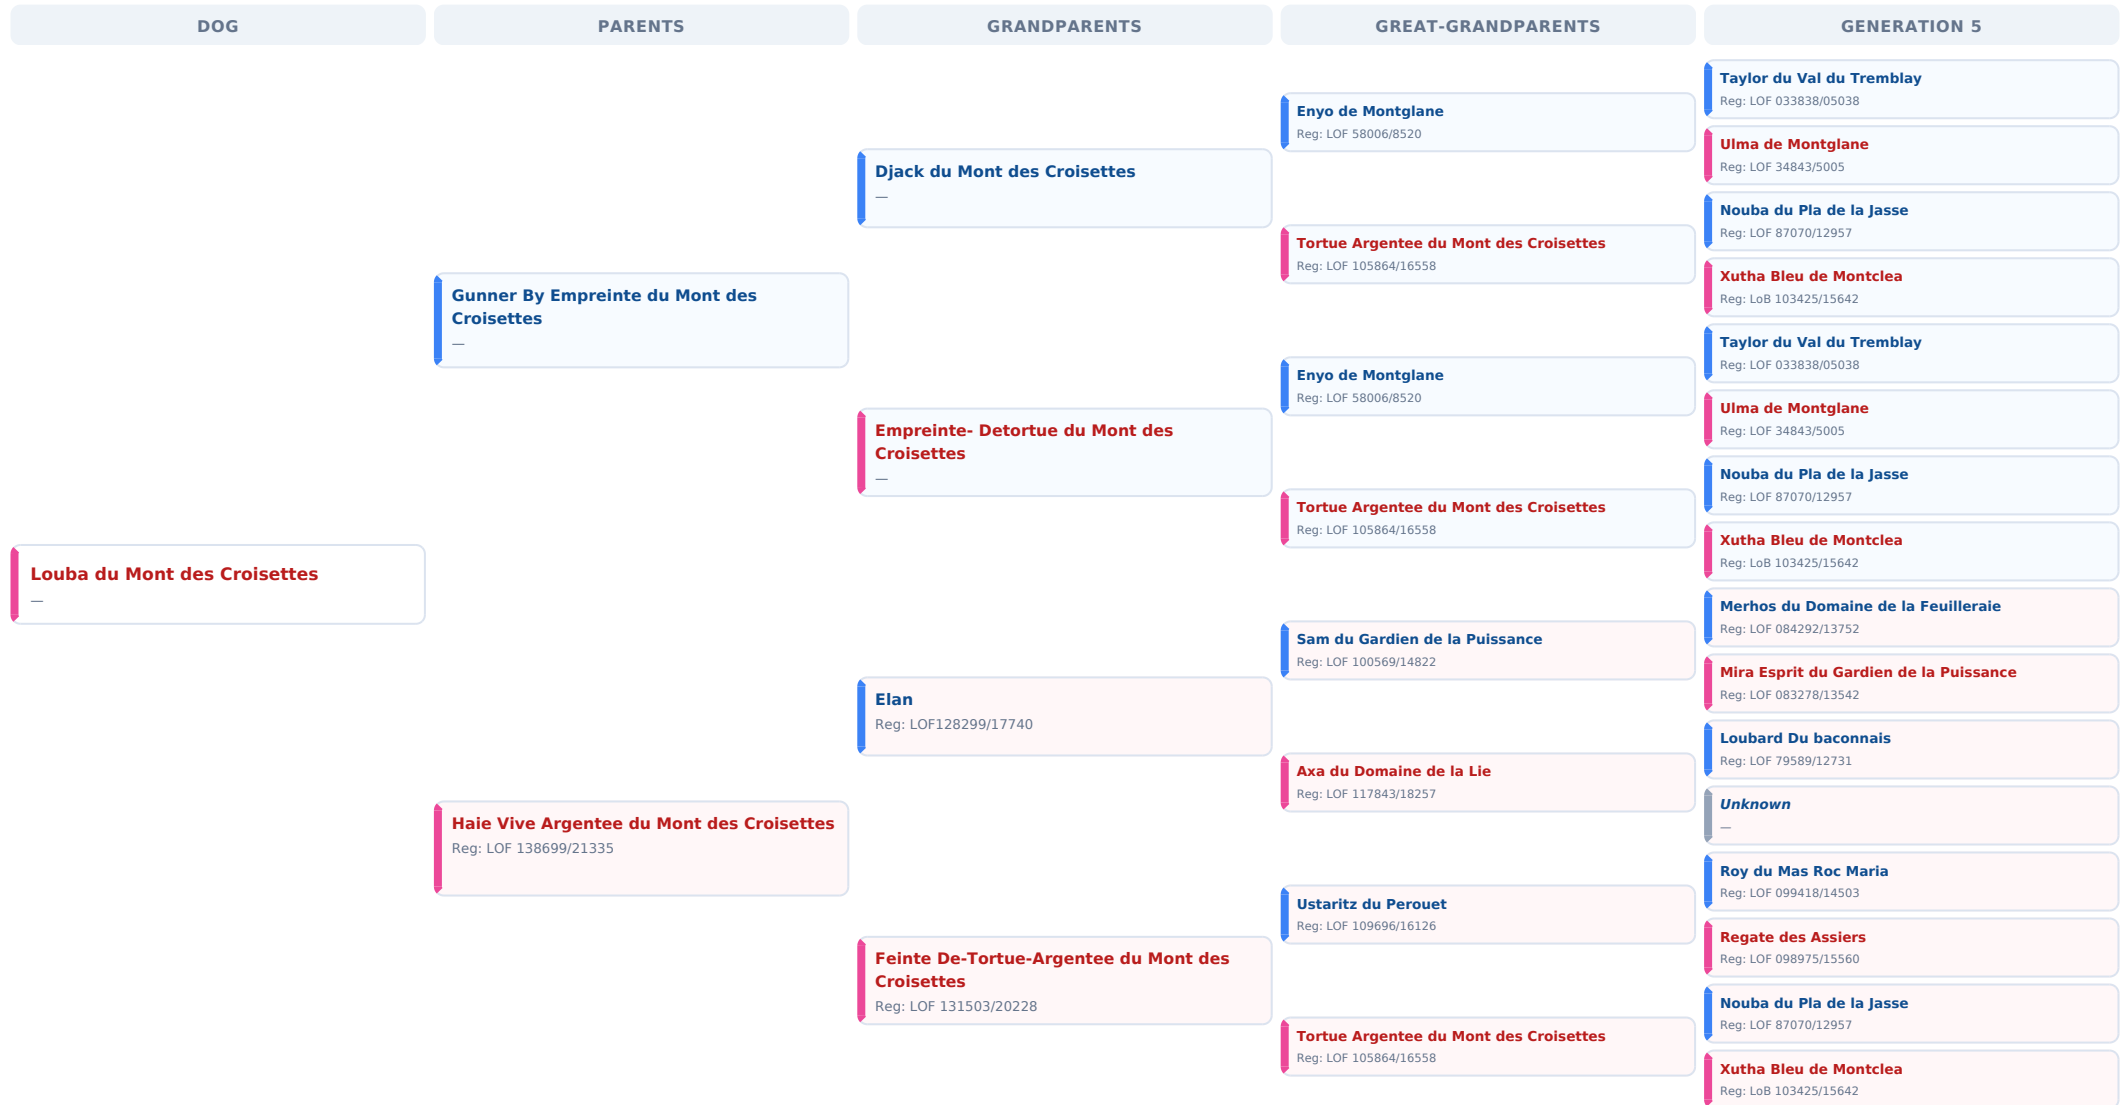 DOG
PARENTS
GRANDPARENTS
GREAT-GRANDPARENTS
GENERATION 5
Louba du Mont des Croisettes
—
Gunner By Empreinte du Mont des
Croisettes
—
Haie Vive Argentee du Mont des Croisettes
Reg: LOF 138699/21335
Djack du Mont des Croisettes
—
Empreinte- Detortue du Mont des
Croisettes
—
Elan
Reg: LOF128299/17740
Feinte De-Tortue-Argentee du Mont des
Croisettes
Reg: LOF 131503/20228
Enyo de Montglane
Reg: LOF 58006/8520
Tortue Argentee du Mont des Croisettes
Reg: LOF 105864/16558
Enyo de Montglane
Reg: LOF 58006/8520
Tortue Argentee du Mont des Croisettes
Reg: LOF 105864/16558
Sam du Gardien de la Puissance
Reg: LOF 100569/14822
Axa du Domaine de la Lie
Reg: LOF 117843/18257
Ustaritz du Perouet
Reg: LOF 109696/16126
Tortue Argentee du Mont des Croisettes
Reg: LOF 105864/16558
Taylor du Val du Tremblay
Reg: LOF 033838/05038
Ulma de Montglane
Reg: LOF 34843/5005
Nouba du Pla de la Jasse
Reg: LOF 87070/12957
Xutha Bleu de Montclea
Reg: LoB 103425/15642
Taylor du Val du Tremblay
Reg: LOF 033838/05038
Ulma de Montglane
Reg: LOF 34843/5005
Nouba du Pla de la Jasse
Reg: LOF 87070/12957
Xutha Bleu de Montclea
Reg: LoB 103425/15642
Merhos du Domaine de la Feuilleraie
Reg: LOF 084292/13752
Mira Esprit du Gardien de la Puissance
Reg: LOF 083278/13542
Loubard Du baconnais
Reg: LOF 79589/12731
Unknown
—
Roy du Mas Roc Maria
Reg: LOF 099418/14503
Regate des Assiers
Reg: LOF 098975/15560
Nouba du Pla de la Jasse
Reg: LOF 87070/12957
Xutha Bleu de Montclea
Reg: LoB 103425/15642